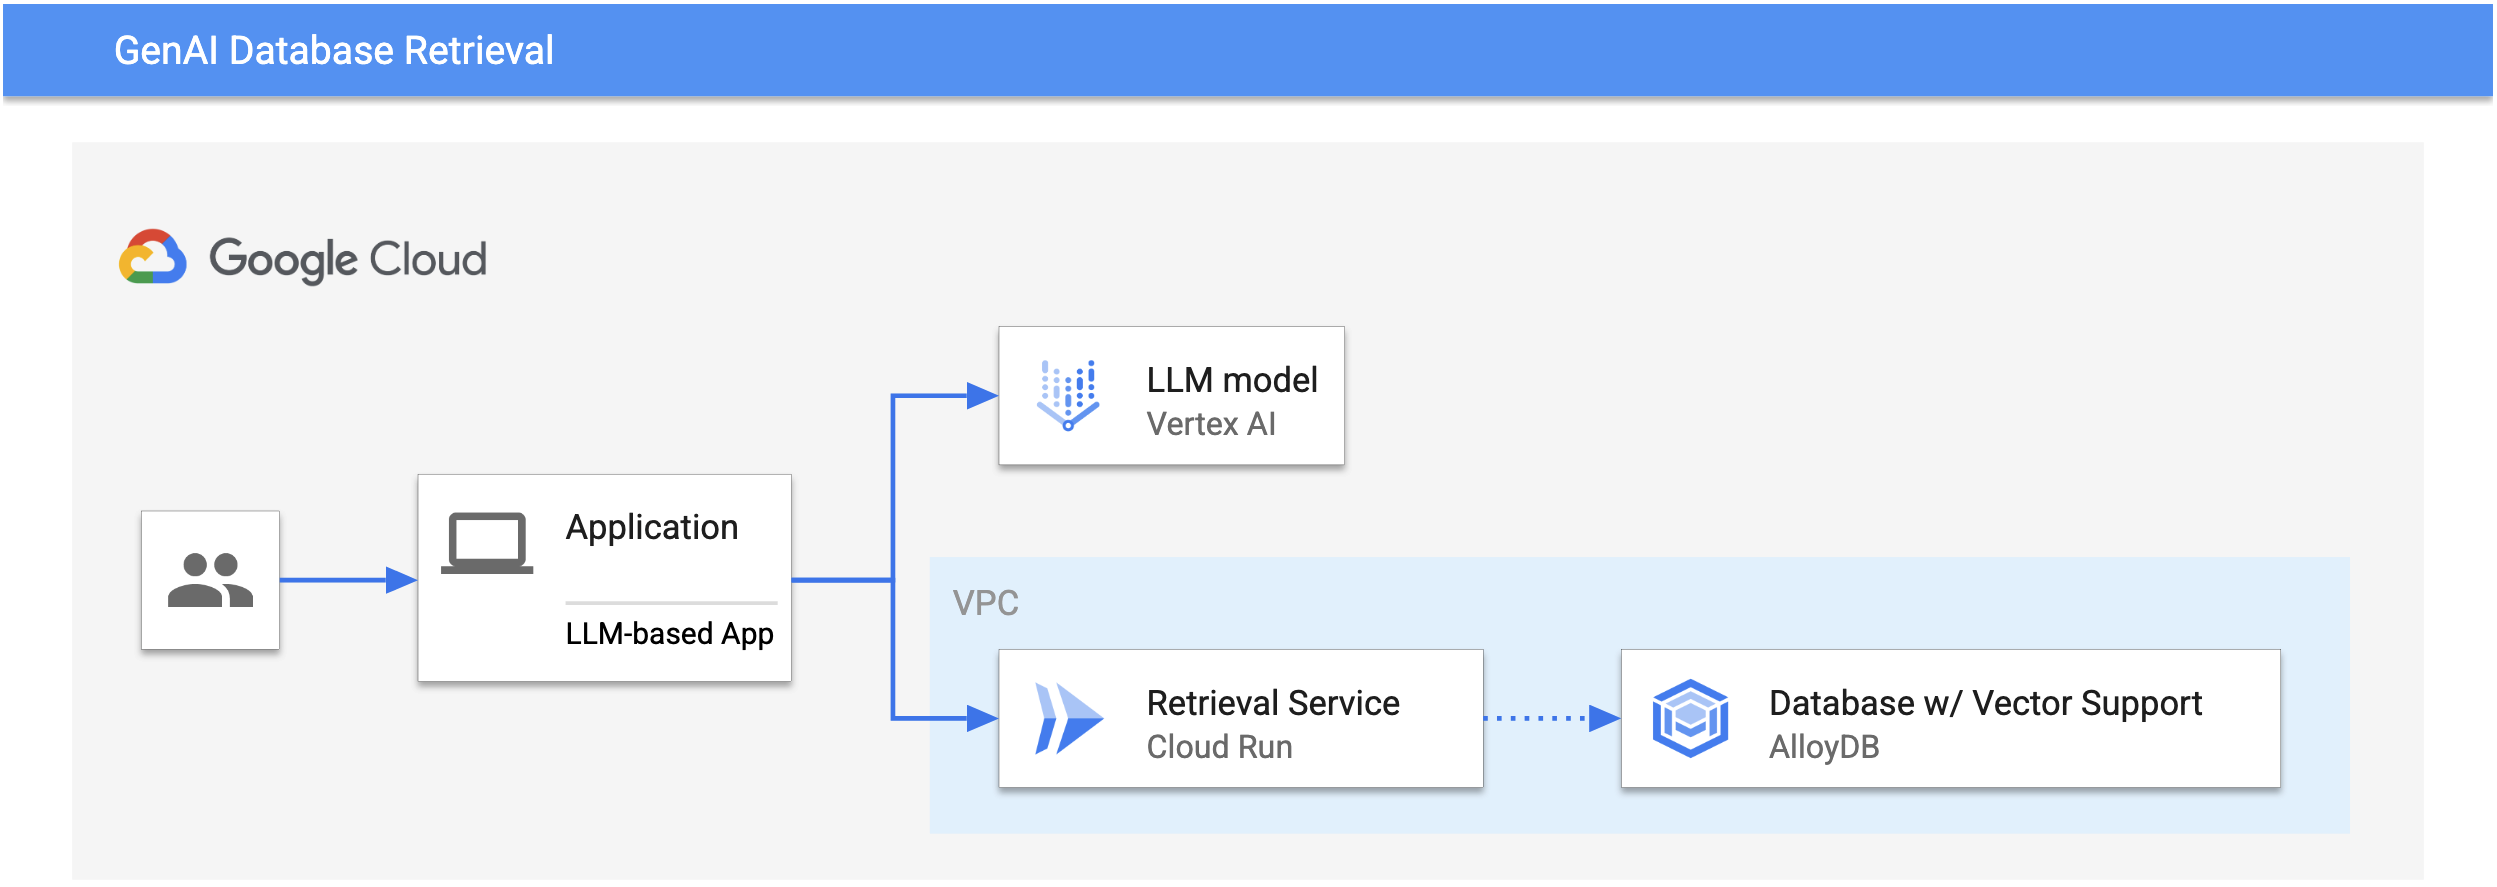 GenAI Database Retrieval
Google Cloud
LLM model
Vertex AI
Application
LLM-based App
VPC
Retrieval Service
Cloud Run
Database w/ Vector Support
AlloyDB